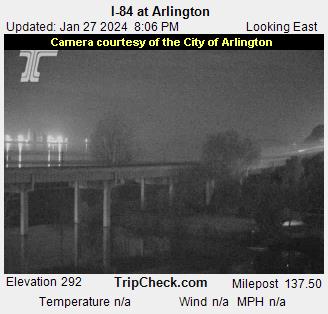 I-84 at Arlington
Updated: Jan 27 2024 8:06 PM Looking East
Camera courtesy of the City of Arlington
Elevation 292 TripCheck.com Milepost 137.50
Temperature n/a Wind n/a MPH n/a